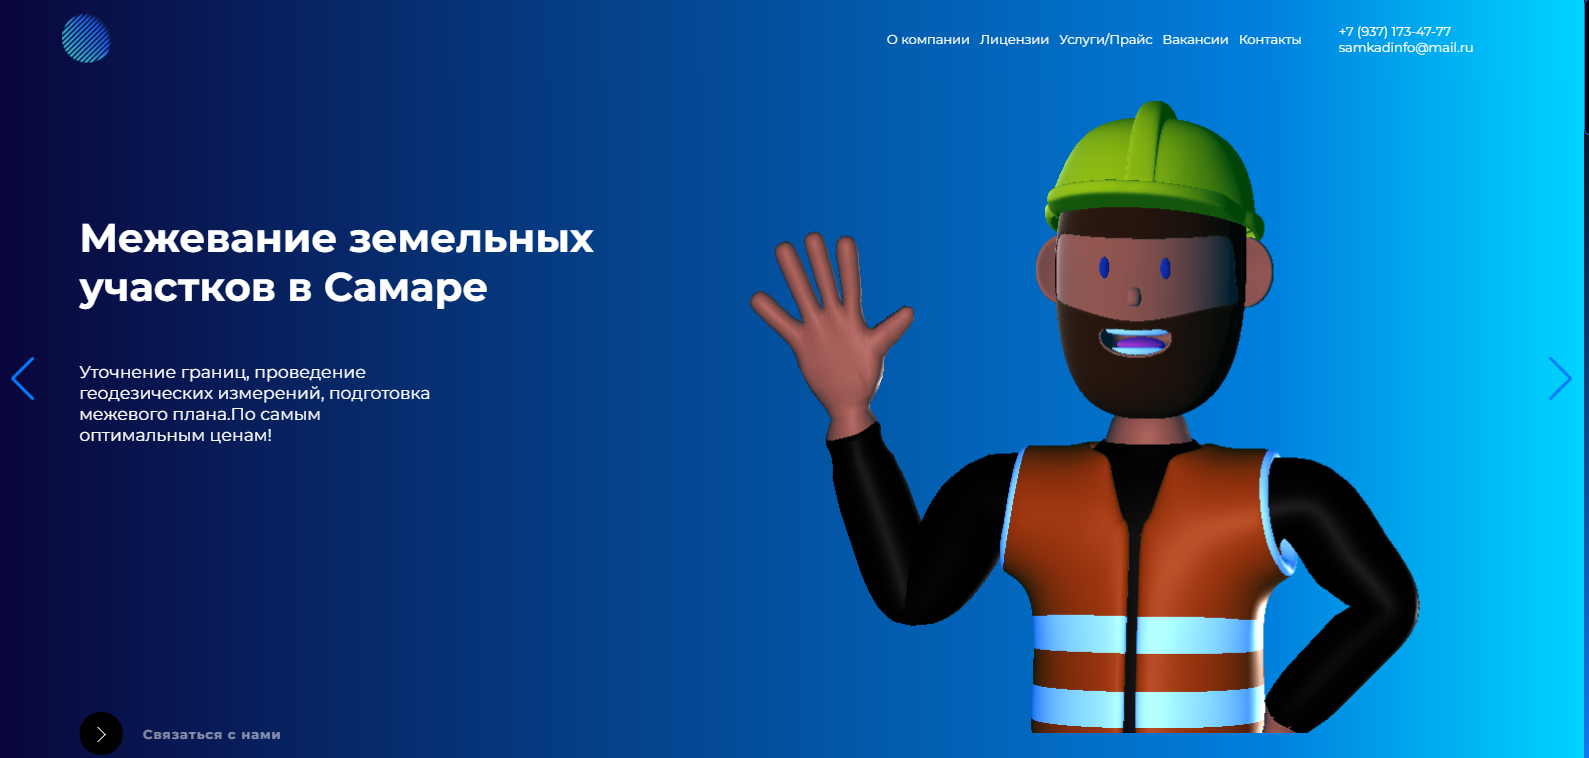 О компании Лицензии Услуги/Прайс Вакансии Контакты
+7 (937) 173-47-77
samkadinfo@mail.ru
Межевание земельных
участков в Самаре
Уточнение границ, проведение
геодезических измерений, подготовка
межевого плана.По самым
оптимальным ценам!
Связаться с нами